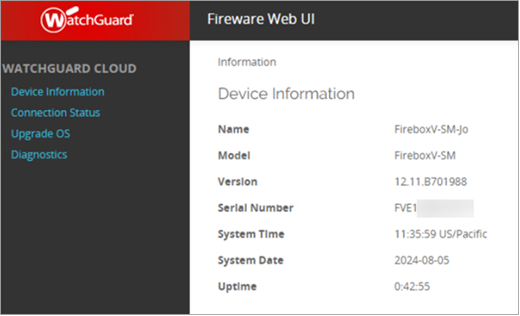 WatchGuard
Fireware Web UI
WATCHGUARD CLOUD
Device Information
Connection Status
Upgrade OS
Diagnostics
Information
Device Information
Name FireboxV-SM-Jo
Model FireboxV-SM
Version 12.11.B701988
Serial Number FVE1
System Time 11:35:59 US/Pacific
System Date 2024-08-05
Uptime 0:42:55